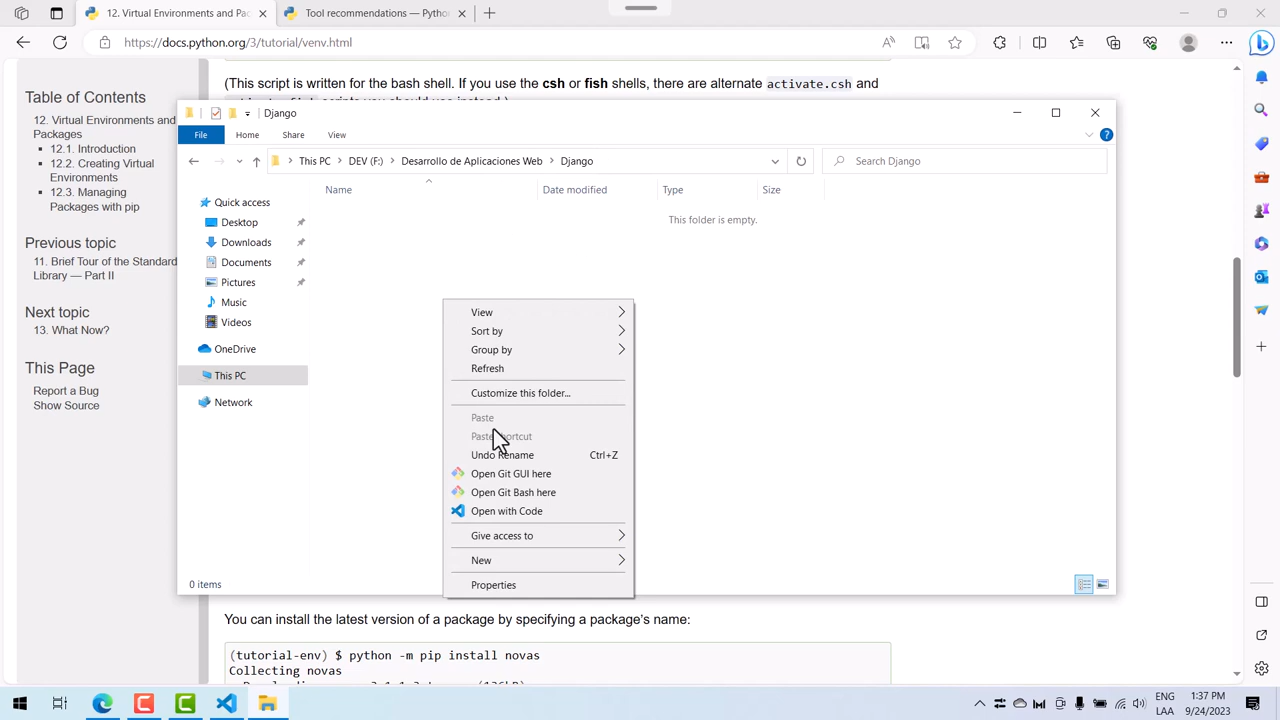 12. Virtual Environments and Pac
Tool recommendations — Pytho
https://docs.python.org/3/tutorial/venv.html
(This script is written for the bash shell. If you use the csh or fish shells, there are alternate activate.csh and
Table of Contents
12. Virtual Environments and
Packages
12.1. Introduction
12.2. Creating Virtual
Environments
12.3. Managing
Packages with pip
Previous topic
11. Brief Tour of the Standard
Library — Part II
Next topic
13. What Now?
This Page
Report a Bug
Show Source
Django
File
Home
Share
View
This PC
DEV (F:)
Desarrollo de Aplicaciones Web
Django
Search Django
Name
Date modified
Type
Size
This folder is empty.
Quick access
Desktop
Downloads
Documents
Pictures
Music
Videos
OneDrive
This PC
Network
View
Sort by
Group by
Refresh
Customize this folder...
Paste
Paste shortcut
Undo Rename Ctrl+Z
Open Git GUI here
Open Git Bash here
Open with Code
Give access to
New
Properties
0 items
You can install the latest version of a package by specifying a package's name:
(tutorial-env) $ python -m pip install novas
Collecting novas
ENG
LAA
1:37 PM
9/24/2023